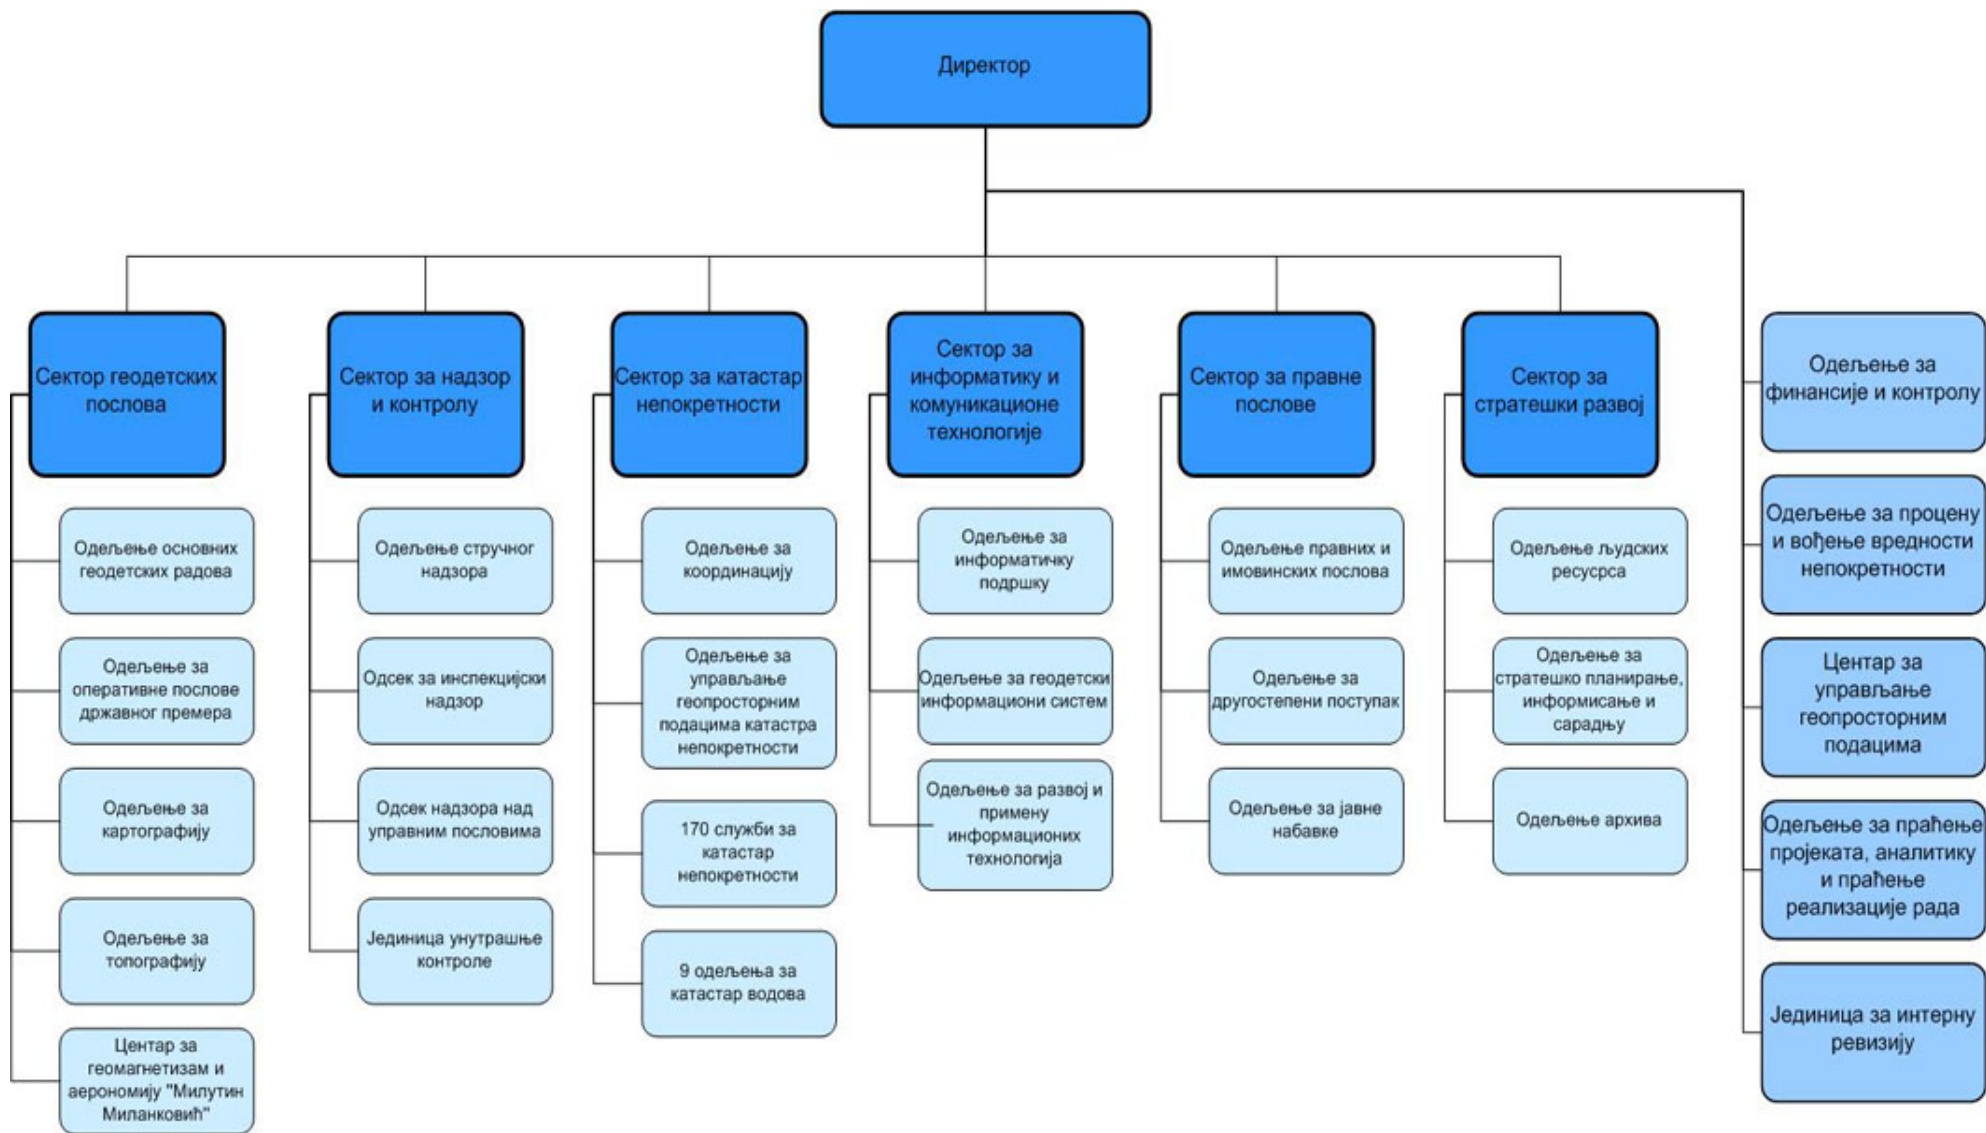 Директор
Сектор геодетских
послова
Одељење основних
геодетских радова
Одељење за
оперативне послове
државног премера
Одељење за
картографију
Одељење за
топографију
Центар за
геомагнетизам и
аерономију "Милутин
Миланковић"
Сектор за надзор
и контролу
Одељење стручног
надзора
Одсек за инспекцијски
надзор
Одсек надзора над
управним пословима
Јединица унутрашње
контроле
Сектор за катастар
непокретности
Одељење за
координацију
Одељење за
управљање
геопросторним
подацима катастра
непокретности
170 служби за
катастар
непокретности
9 одељења за
катастар водова
Сектор за
информатику и
комуникационе
технологије
Одељење за
информатичку
подршку
Одељење за геодетски
информациони систем
Одељење за развој и
примену
информационих
технологија
Сектор за правне
послове
Одељење правних и
имовинских послова
Одељење за
другостепени поступак
Одељење за јавне
набавке
Сектор за
стратешки развој
Одељење људских
ресусрса
Одељење за
стратешко планирање,
информисање и
сарадњу
Одељење архива
Одељење за
финансије и контролу
Одељење за процену
и вођење вредности
непокретности
Центар за
управљање
геопросторним
подацима
Одељење за праћење
пројеката, аналитику
и праћење
реализације рада
Јединица за интерну
ревизију